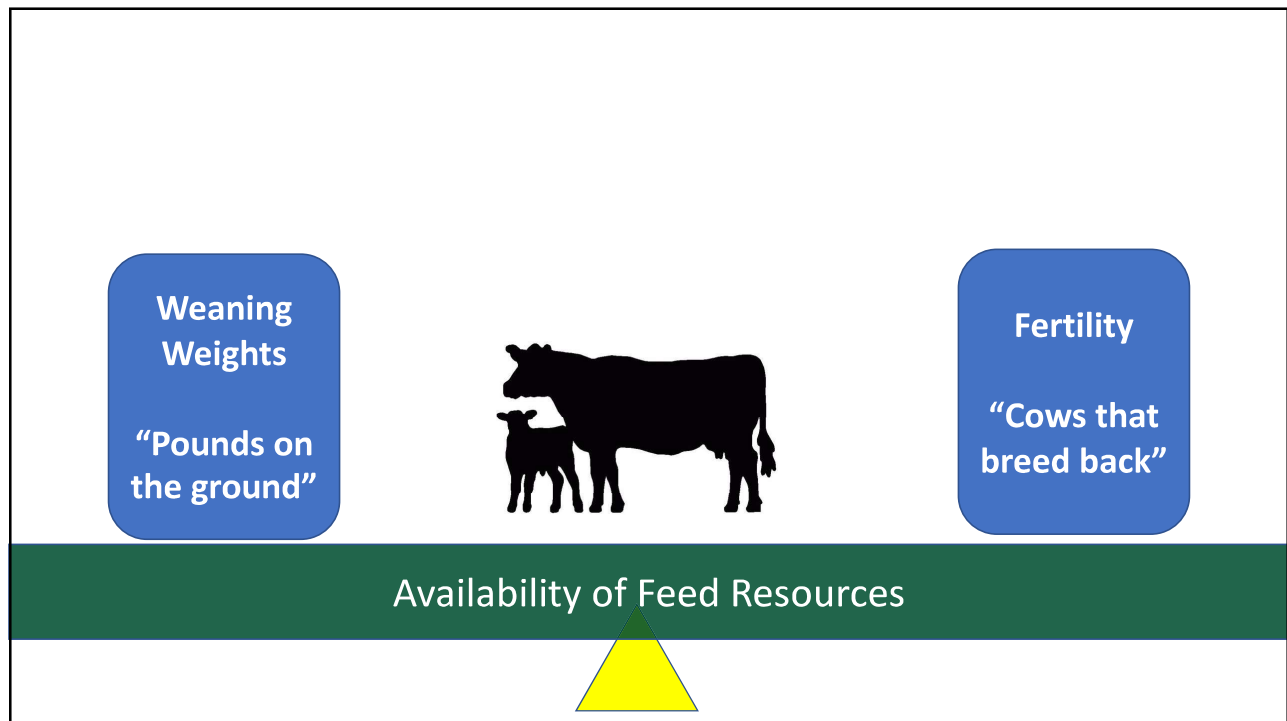 Weaning
Weights
“Pounds on
the ground”
Fertility
“Cows that
breed back”
Availability of Feed Resources